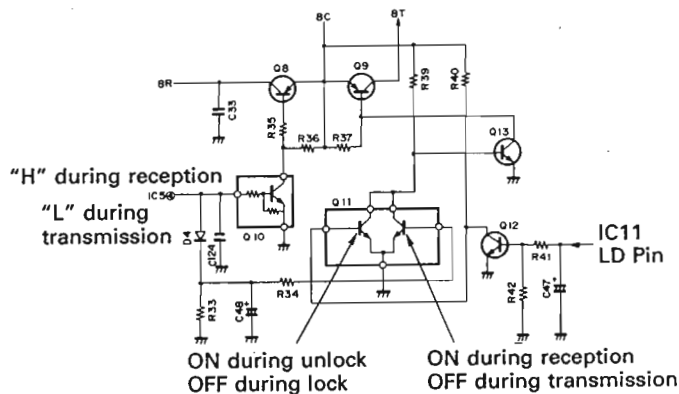 8C
8T
Q8
Q9
8R
C33
R35
R36
R37
R39
R40
Q13
"H" during reception
IC5
"L" during
transmission
Q10
Q11
Q12
IC11
LD Pin
R41
D4
C124
R34
R33
C48
+
R42
C47
+
ON during unlock
OFF during lock
ON during reception
OFF during transmission